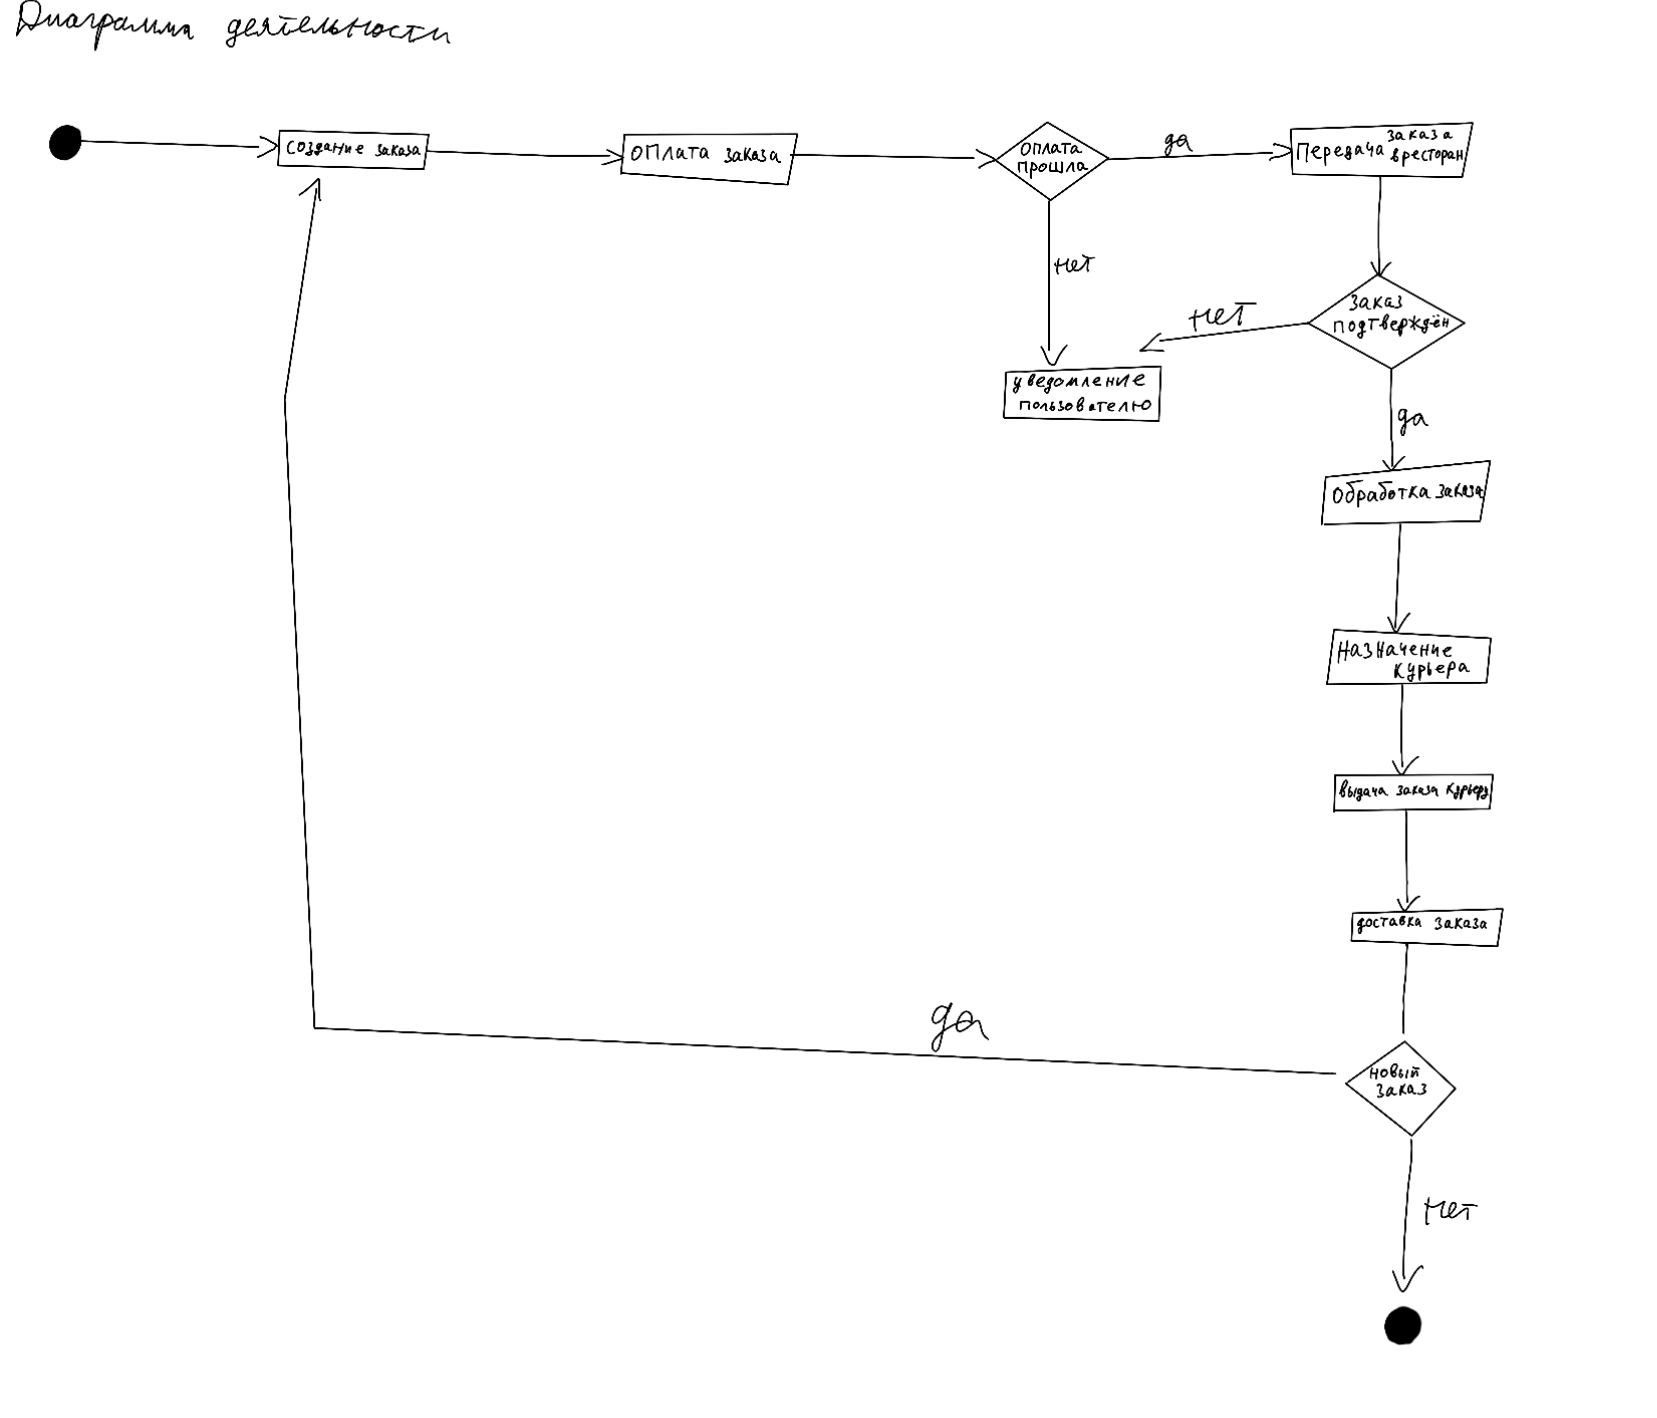 Диаграмма деятельности
создание заказа
оплата заказа
оплата
прошла
да
заказа
Передача в ресторан
нет
заказ
подтверждён
нет
уведомление
пользователю
да
Обработка заказа
Назначение
курьера
выдача заказа курьеру
доставка заказа
да
новый
заказ
нет